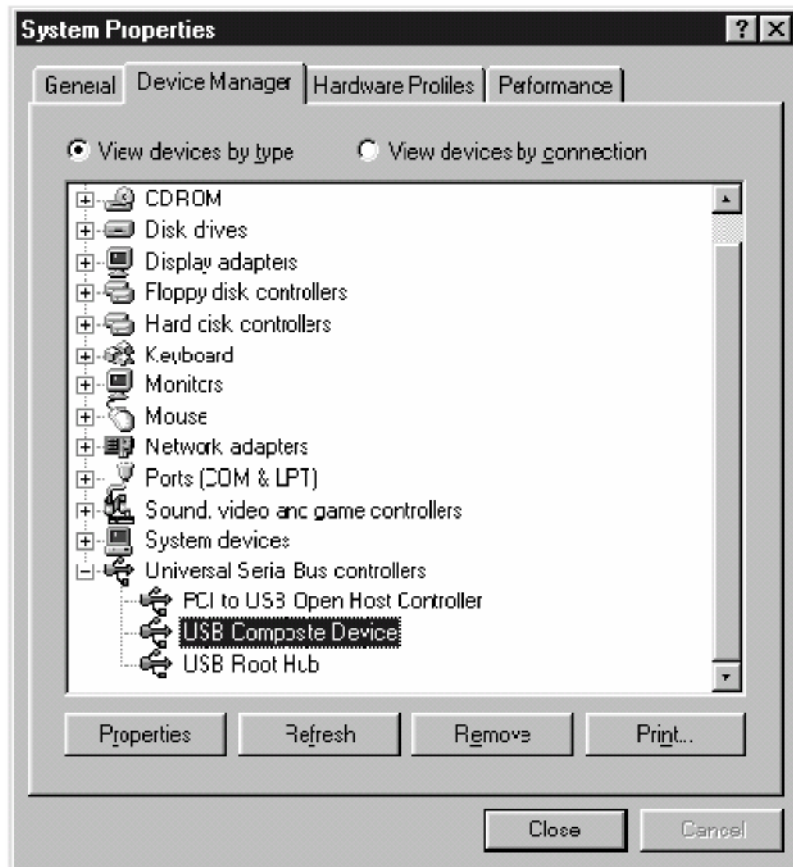 System Properties
General Device Manager Hardware Profiles Performance
View devices by type View devices by connection
CDROM
Disk drives
Display adapters
Floppy disk controllers
Hard disk controllers
Keyboard
Monitors
Mouse
Network adapters
Ports (COM & LPT)
Sound, video and game controllers
System devices
Universal Seria Bus controllers
PCI to USB Open Host Controller
USB Composite Device
USB Root Hub
Properties Refresh Remove Print...
Close Cancel